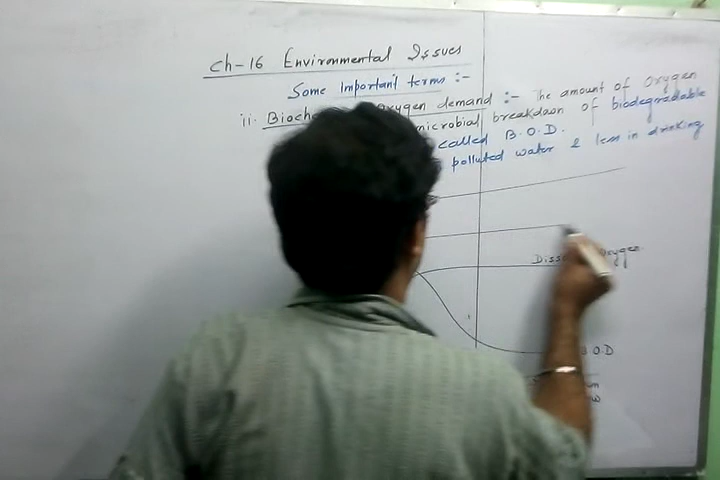 Ch-16 Environmental Issues
Some Important terms :-
ii. Bioche Oxygen demand :- The amount of Oxygen
microbial breakdown of biodegradable
called B.O.D.
polluted water & less in drinking
Diss Oxygen
B.O.D